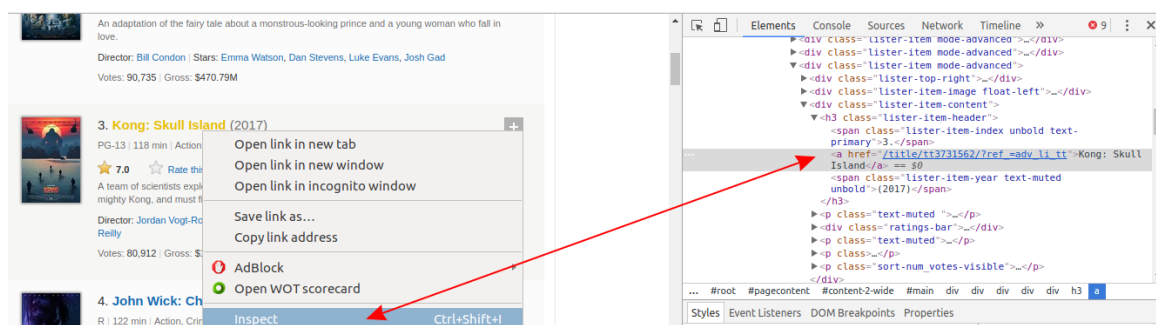 An adaptation of the fairy tale about a monstrous-looking prince and a young woman who fall in
love.
Director: Bill Condon | Stars: Emma Watson, Dan Stevens, Luke Evans, Josh Gad
Votes: 90,735 | Gross: $470.79M
3. Kong: Skull Island (2017)
PG-13 | 118 min | Action
7.0 Rate this
A team of scientists expl
mighty Kong, and must f
Director: Jordan Vogt-Ro
Reilly
Votes: 80,912 | Gross: $
4. John Wick: Ch
R | 122 min | Action, Crim
Open link in new tab
Open link in new window
Open link in incognito window
Save link as…
Copy link address
AdBlock
Open WOT scorecard
Inspect Ctrl+Shift+I
Elements Console Sources Network Timeline » 9
<div class="lister-item mode-advanced">…</div>
<div class="lister-item mode-advanced">…</div>
<div class="lister-item mode-advanced">
<div class="lister-top-right">…</div>
<div class="lister-item-image float-left">…</div>
<div class="lister-item-content">
<h3 class="lister-item-header">
<span class="lister-item-index unbold text-
primary">3.</span>
<a href="/title/tt3731562/?ref_=adv_li_tt">Kong: Skull
Island</a> == $0
<span class="lister-item-year text-muted
unbold">(2017)</span>
</h3>
<p class="text-muted ">…</p>
<div class="ratings-bar">…</div>
<p class="text-muted">…</p>
<p class>…</p>
<p class="sort-num_votes-visible">…</p>
</div>
... #root #pagecontent #content-2-wide #main div div div div div h3 a
Styles Event Listeners DOM Breakpoints Properties